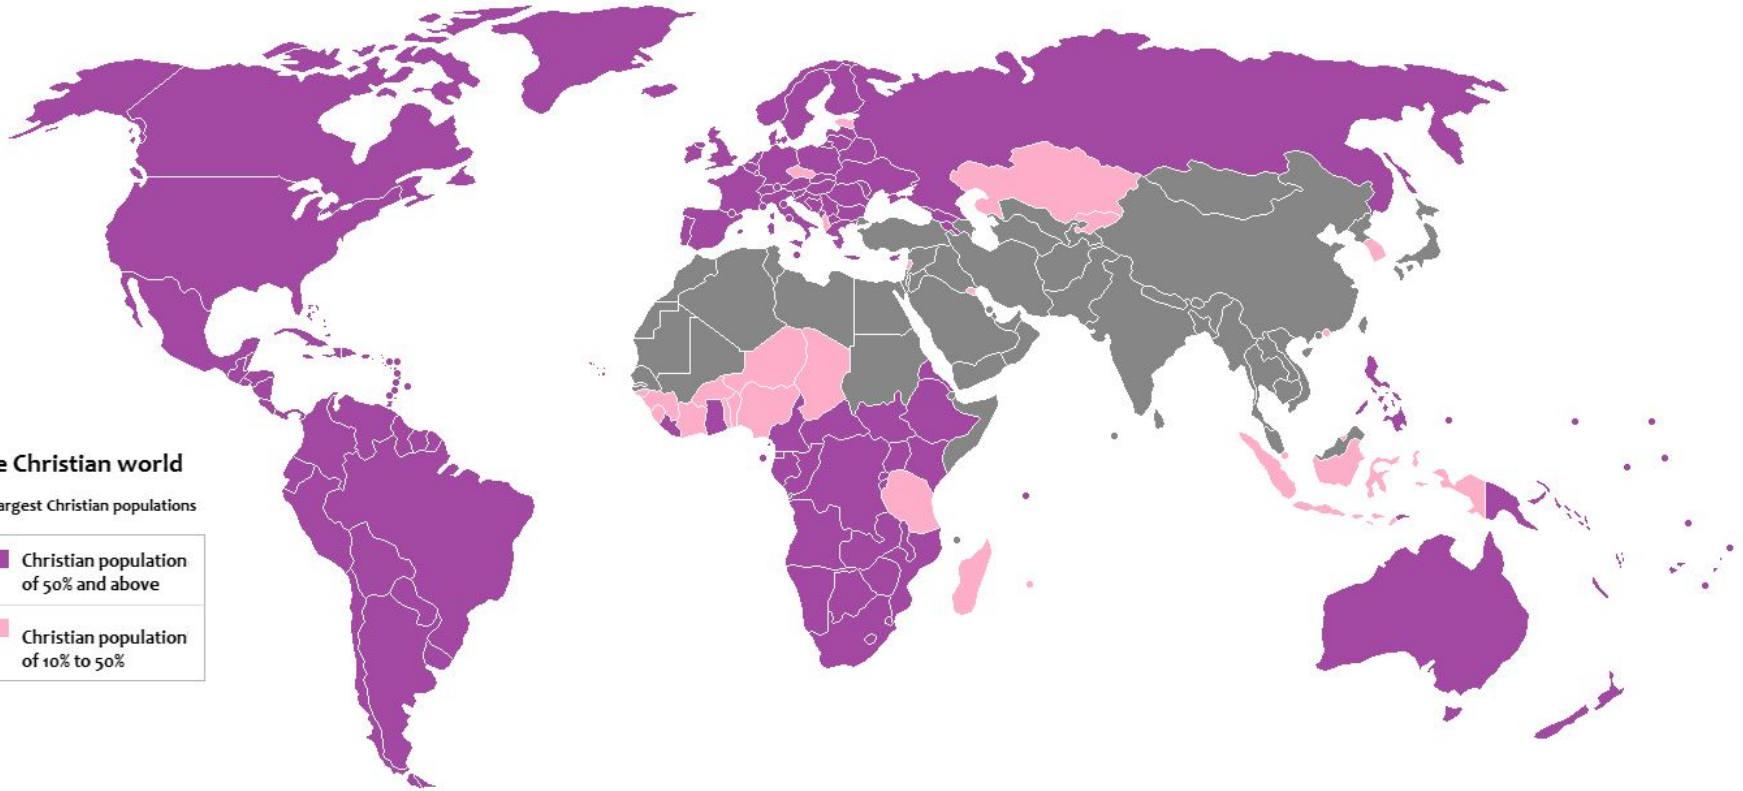 e Christian world
argest Christian populations
Christian population
of 50% and above
Christian population
of 10% to 50%